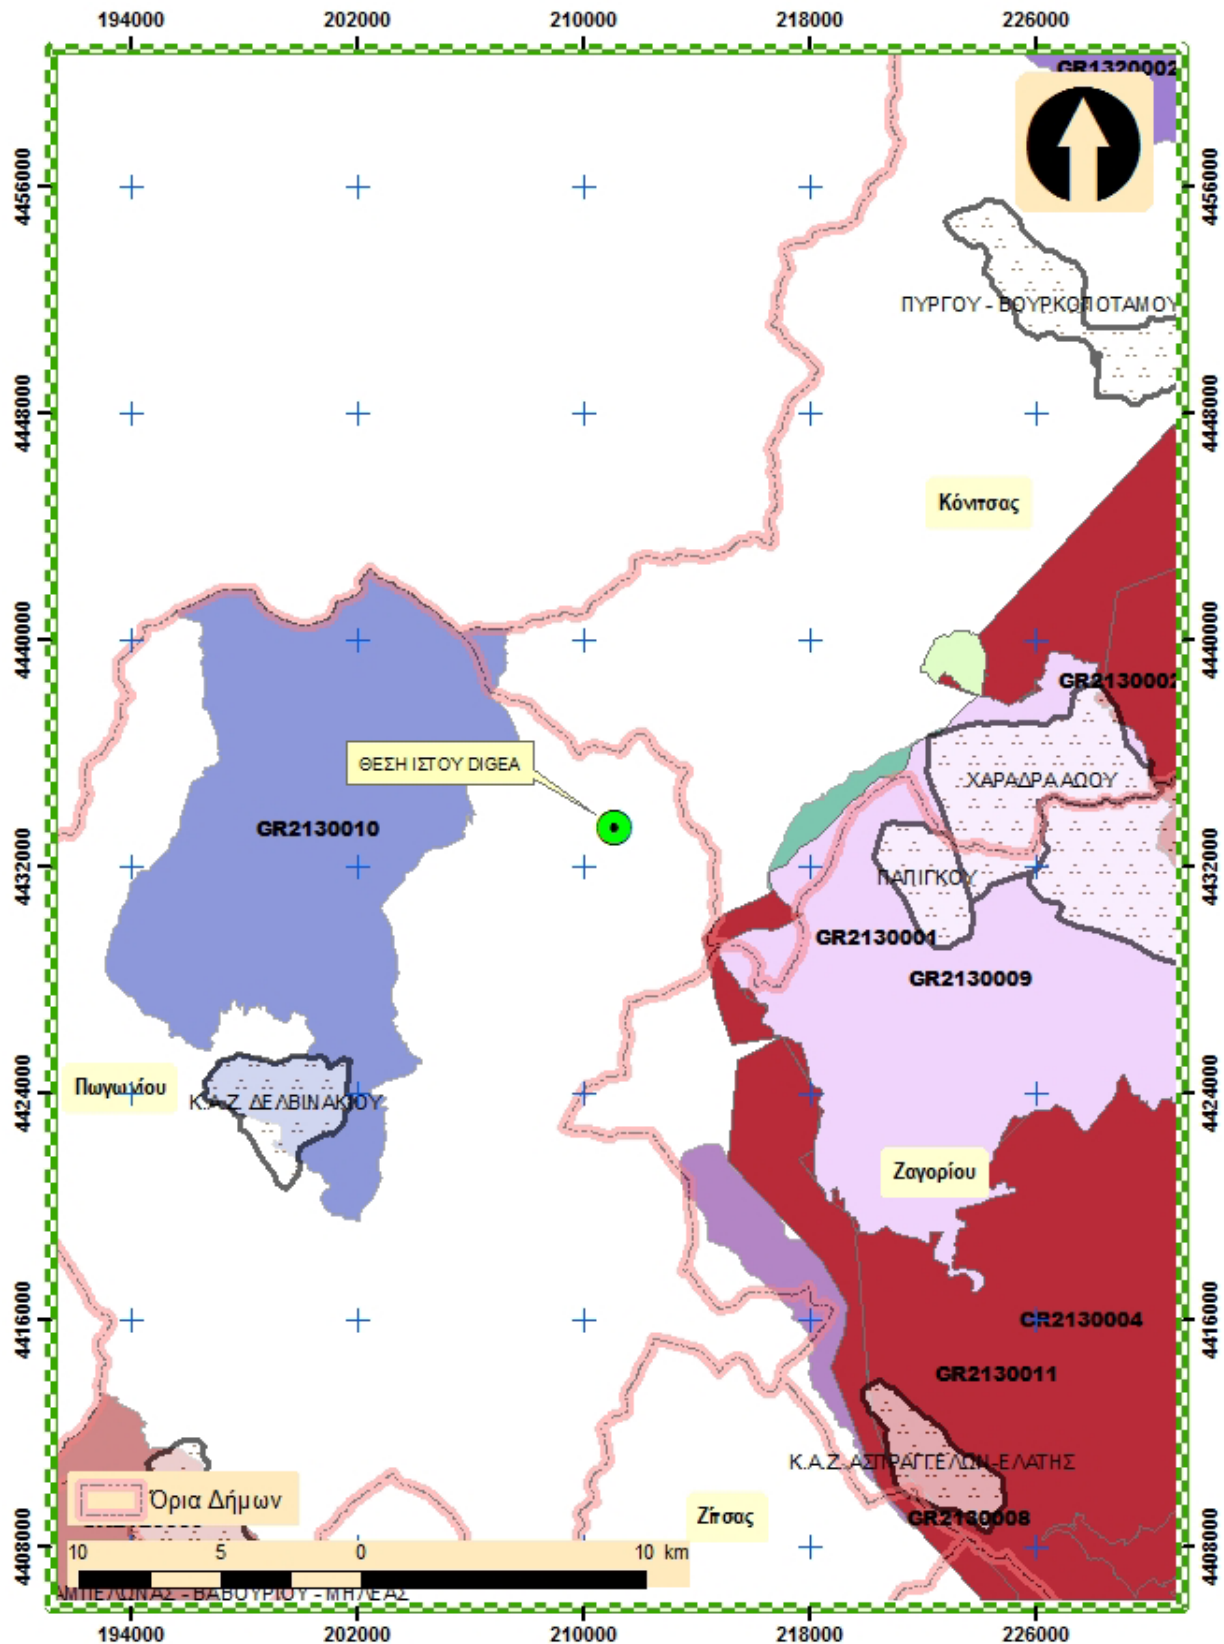 194000 202000 210000 218000 226000
GR1320002
4456000 4456000
ΠΥΡΓΟΥ - ΒΟΥΡΚΟΠΟΤΑΜΟΥ
4448000 4448000
Κόνιτσας
4440000 4440000
GR2130002
ΘΕΣΗ ΙΣΤΟΥ DIGEA
ΧΑΡΑΔΡΑ ΑΩΟΥ
GR2130010
4432000 4432000
ΠΑΠΙΓΚΟΥ
GR2130001
GR2130009
Πωγωνίου
4424000 4424000
Κ.Α.Ζ. ΔΕΛΒΙΝΑΚΙΟΥ
Ζαγορίου
4416000 4416000
GR2130004
GR2130011
Κ.Α.Ζ. ΑΣΠΡΑΓΓΕΛΩΝ-ΕΛΑΤΗΣ
Όρια Δήμων
Ζίτσας
GR2130008
4408000 4408000
10 5 0 10 km
ΑΜΠΕΛΩΝΑΣ - ΒΑΒΟΥΡΙΟΥ - ΜΗΛΕΑΣ
194000 202000 210000 218000 226000